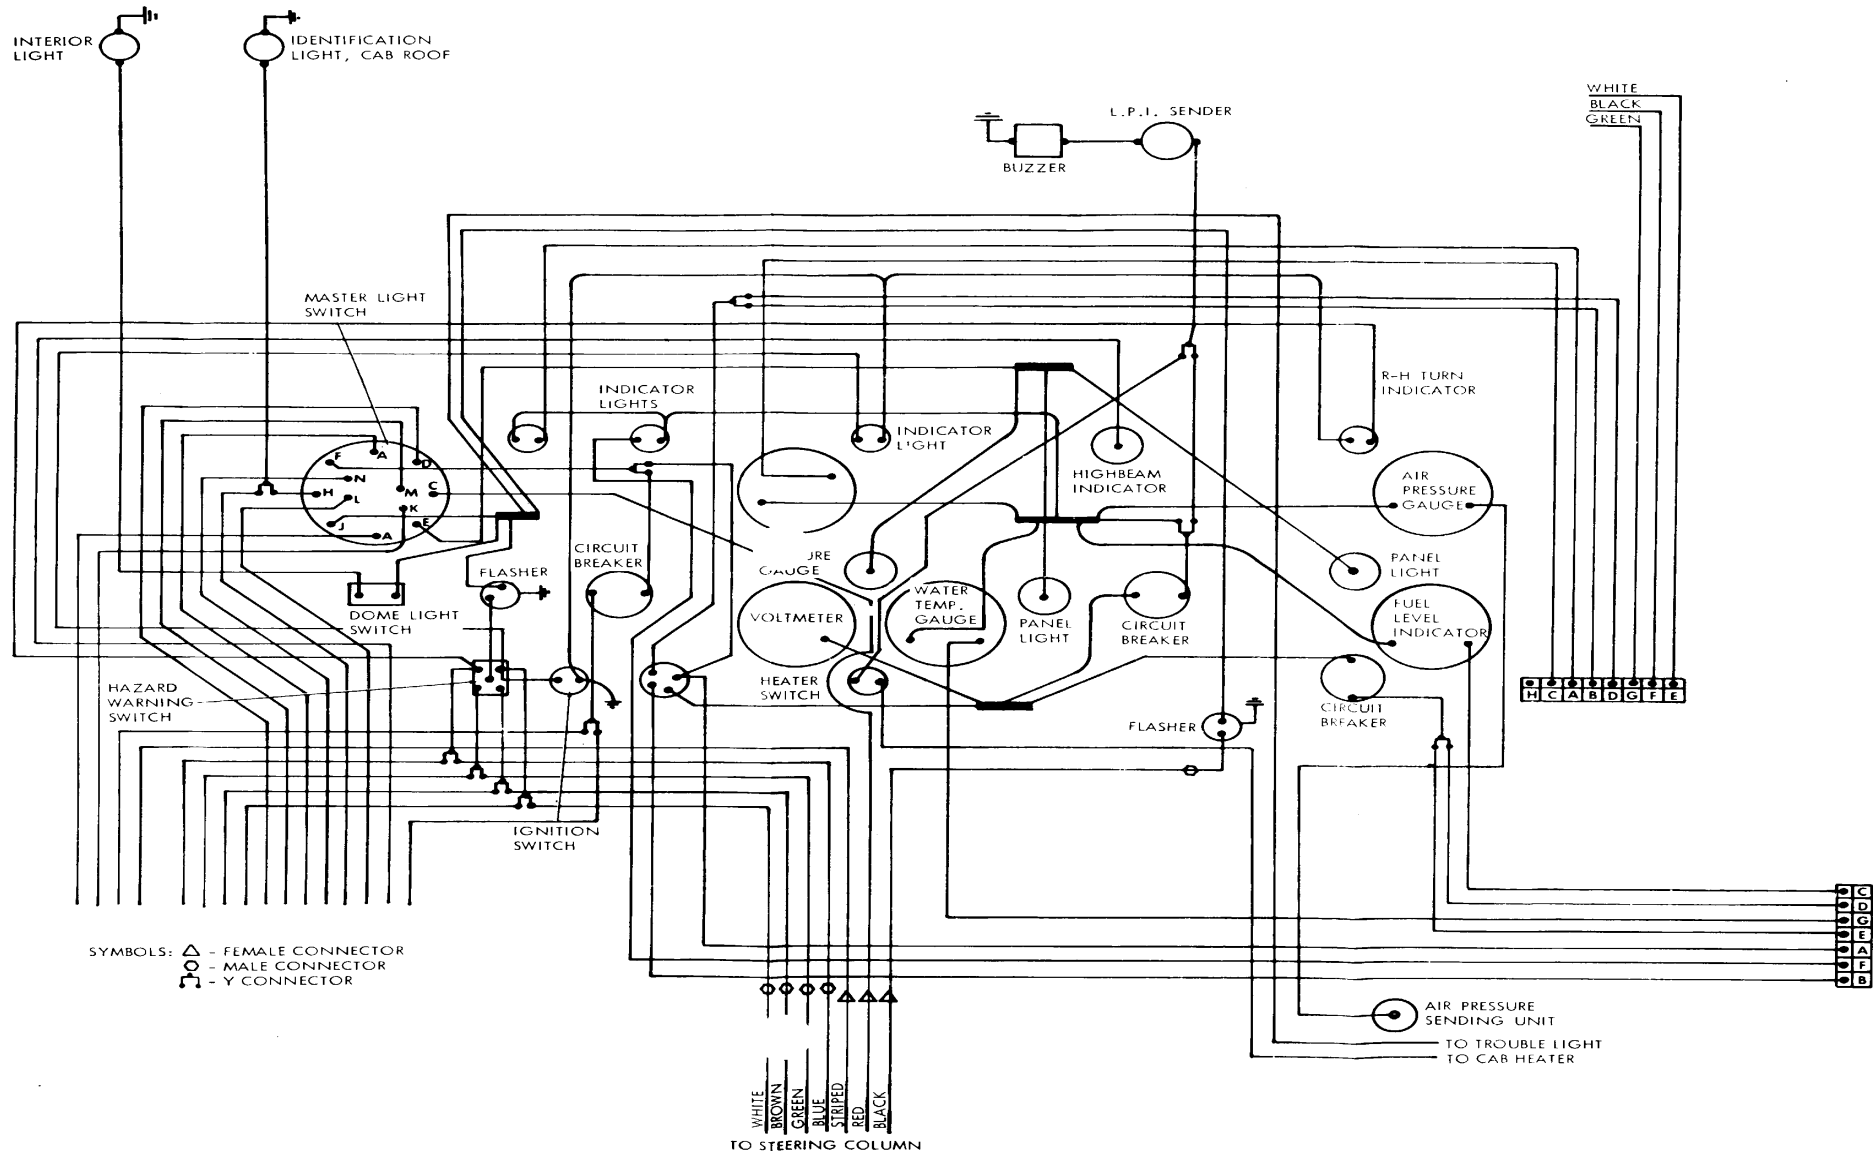 INTERIOR
LIGHT
IDENTIFICATION
LIGHT, CAB ROOF
L.P.I. SENDER
BUZZER
WHITE
BLACK
GREEN
MASTER LIGHT
SWITCH
INDICATOR
LIGHTS
INDICATOR
LIGHT
HIGHBEAM
INDICATOR
R-H TURN
INDICATOR
AIR
PRESSURE
GAUGE
F
A
D
N
H
L
M
C
K
J
E
A
CIRCUIT
BREAKER
FLASHER
DOME LIGHT
SWITCH
URE
GAUGE
VOLTMETER
WATER
TEMP.
GAUGE
PANEL
LIGHT
CIRCUIT
BREAKER
PANEL
LIGHT
FUEL
LEVEL
INDICATOR
HAZARD
WARNING
SWITCH
HEATER
SWITCH
CIRCUIT
BREAKER
FLASHER
H C A B D G F E
IGNITION
SWITCH
C
D
G
E
A
F
B
SYMBOLS: - FEMALE CONNECTOR
- MALE CONNECTOR
- Y CONNECTOR
AIR PRESSURE
SENDING UNIT
TO TROUBLE LIGHT
TO CAB HEATER
WHITE
BROWN
GREEN
BLUE
STRIPED
RED
BLACK
TO STEERING COLUMN